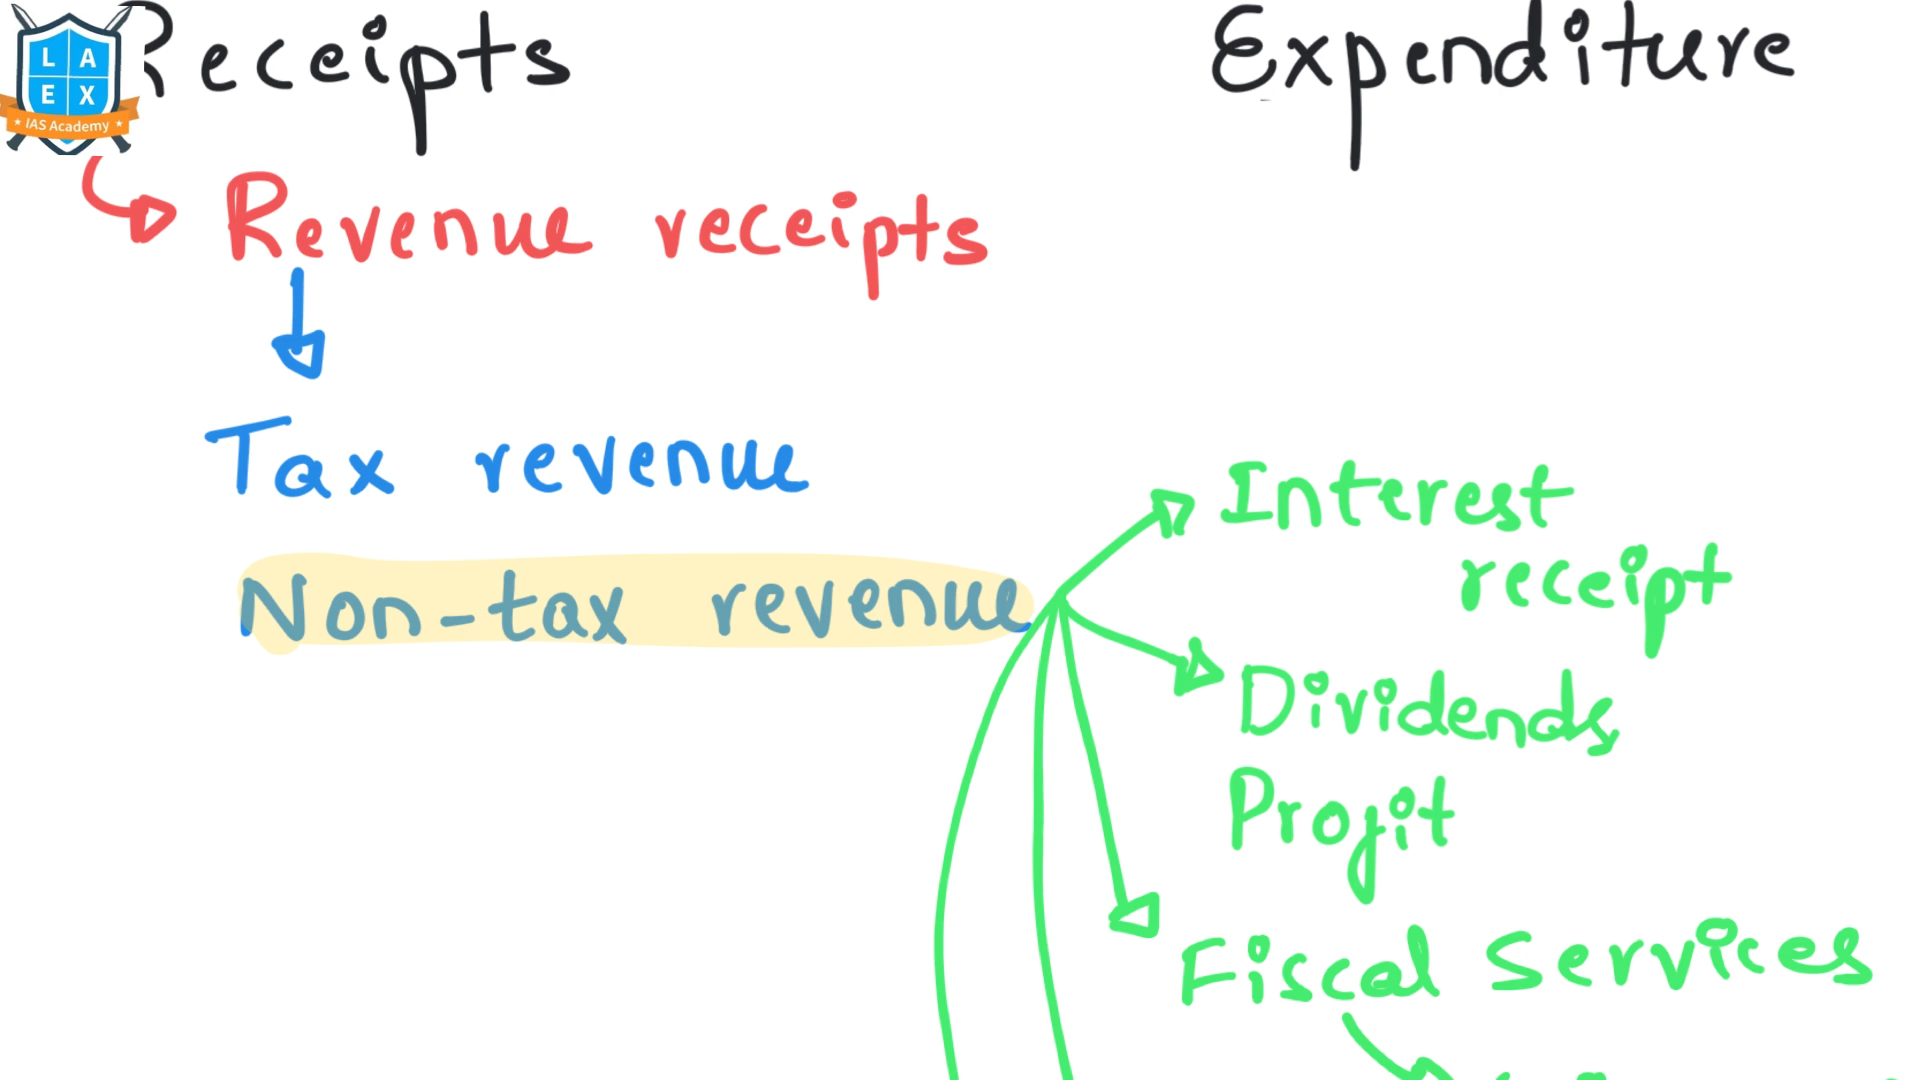 L A
E X
IAS Academy
Receipts
Expenditure
Revenue receipts
Tax revenue
Non-tax revenue
Interest
receipt
Dividends
Profit
Fiscal Services